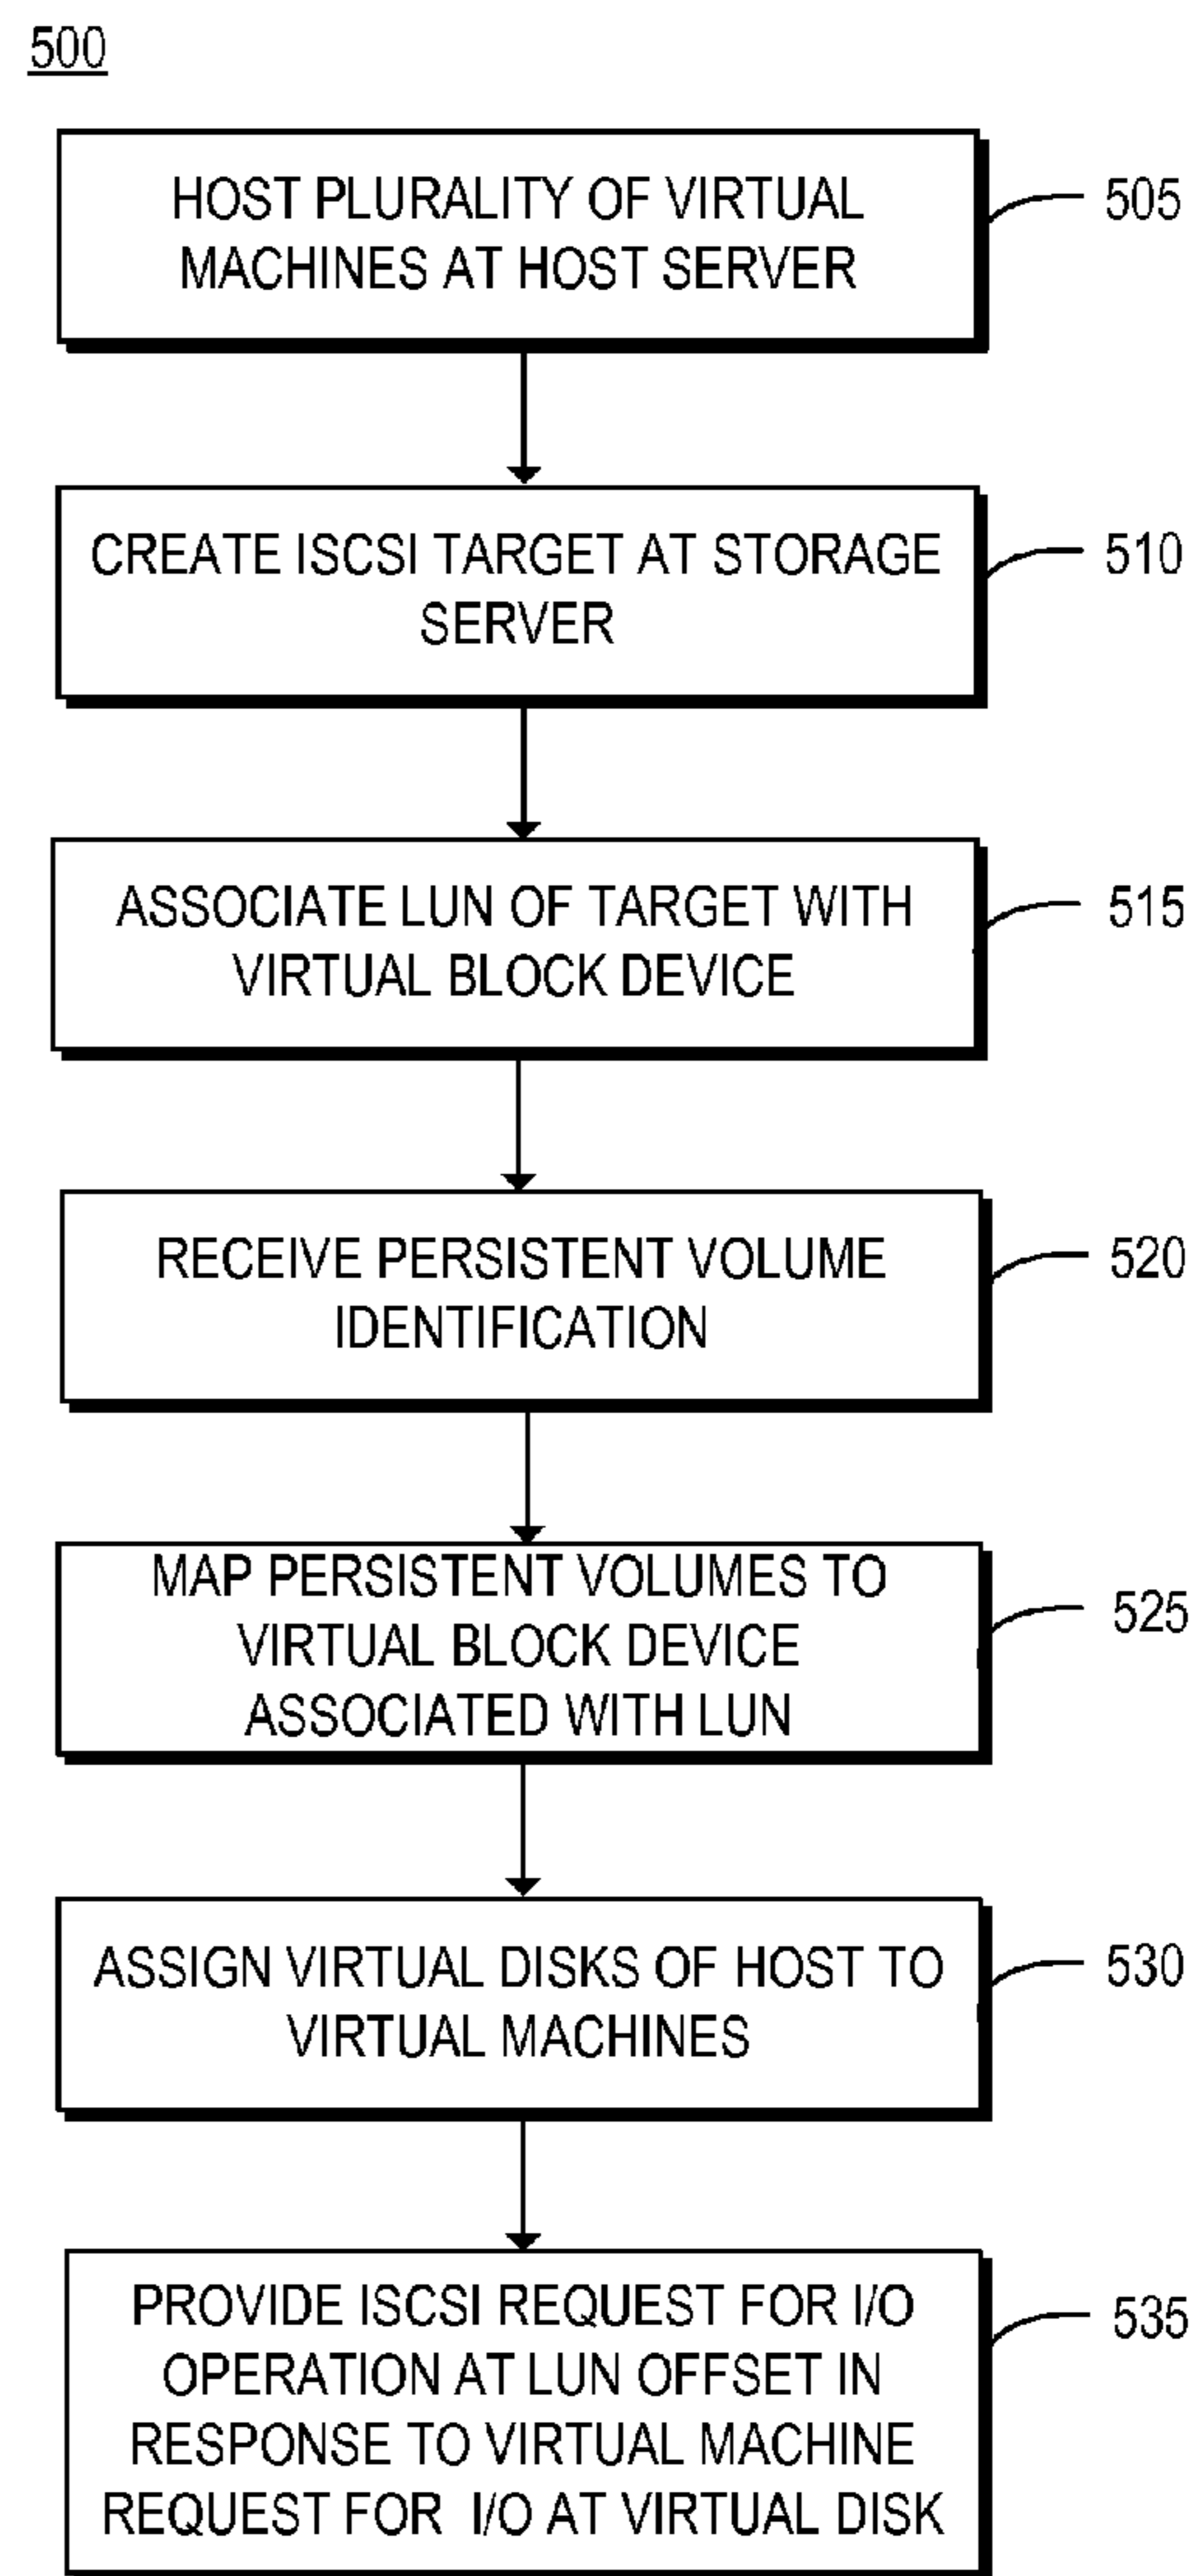 500
HOST PLURALITY OF VIRTUAL
MACHINES AT HOST SERVER
505
CREATE ISCSI TARGET AT STORAGE
SERVER
510
ASSOCIATE LUN OF TARGET WITH
VIRTUAL BLOCK DEVICE
515
RECEIVE PERSISTENT VOLUME
IDENTIFICATION
520
MAP PERSISTENT VOLUMES TO
VIRTUAL BLOCK DEVICE
ASSOCIATED WITH LUN
525
ASSIGN VIRTUAL DISKS OF HOST TO
VIRTUAL MACHINES
530
PROVIDE ISCSI REQUEST FOR I/O
OPERATION AT LUN OFFSET IN
RESPONSE TO VIRTUAL MACHINE
REQUEST FOR I/O AT VIRTUAL DISK
535